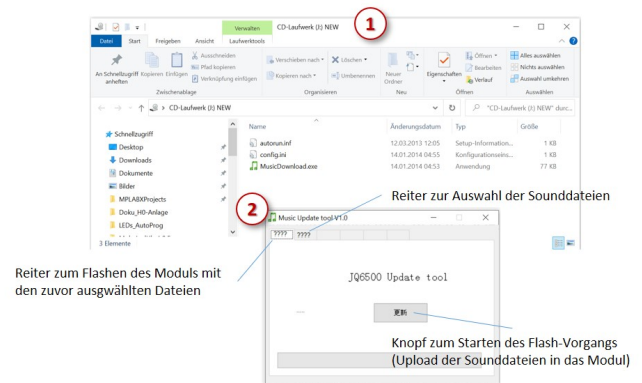 Verwalten CD-Laufwerk (J:) NEW
1
Datei Start Freigeben Ansicht Laufwerktools
An Schnellzugriff anheften
Kopieren
Einfügen
Ausschneiden
Pfad kopieren
Verknüpfung einfügen
Zwischenablage
Verschieben nach
Kopieren nach
Löschen
Umbenennen
Organisieren
Neuer Ordner
Neu
Eigenschaften
Öffnen
Bearbeiten
Verlauf
Öffnen
Alles auswählen
Nichts auswählen
Auswahl umkehren
Auswählen
CD-Laufwerk (J:) NEW
"CD-Laufwerk (J:) NEW" durc...
Schnellzugriff
Desktop
Downloads
Dokumente
Bilder
MPLABXProjects
Doku_H0-Anlage
LEDs_AutoProg
3 Elemente
Name Änderungsdatum Typ Größe
autorun.inf 12.03.2013 12:05 Setup-Information... 1 KB
config.ini 14.01.2014 04:55 Konfigurationseins... 1 KB
MusicDownload.exe 14.01.2014 04:53 Anwendung 77 KB
Reiter zur Auswahl der Sounddateien
2
Music Update tool V1.0
???? ????
JQ6500 Update tool
----
更新
Reiter zum Flashen des Moduls mit
den zuvor ausgwählten Dateien
Knopf zum Starten des Flash-Vorgangs
(Upload der Sounddateien in das Modul)